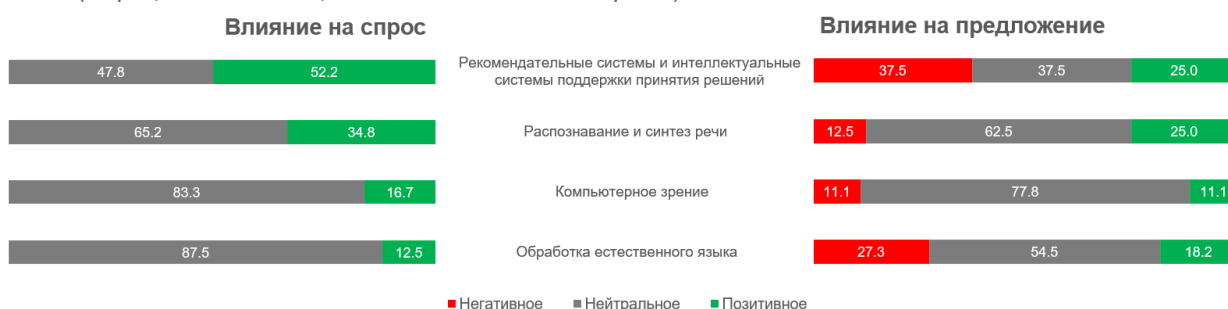 Влияние на спрос
Влияние на предложение
47.8 52.2
Рекомендательные системы и интеллектуальные
системы поддержки принятия решений
37.5 37.5 25.0
65.2 34.8
Распознавание и синтез речи
12.5 62.5 25.0
83.3 16.7
Компьютерное зрение
11.1 77.8 11.1
87.5 12.5
Обработка естественного языка
27.3 54.5 18.2
Негативное Нейтральное Позитивное